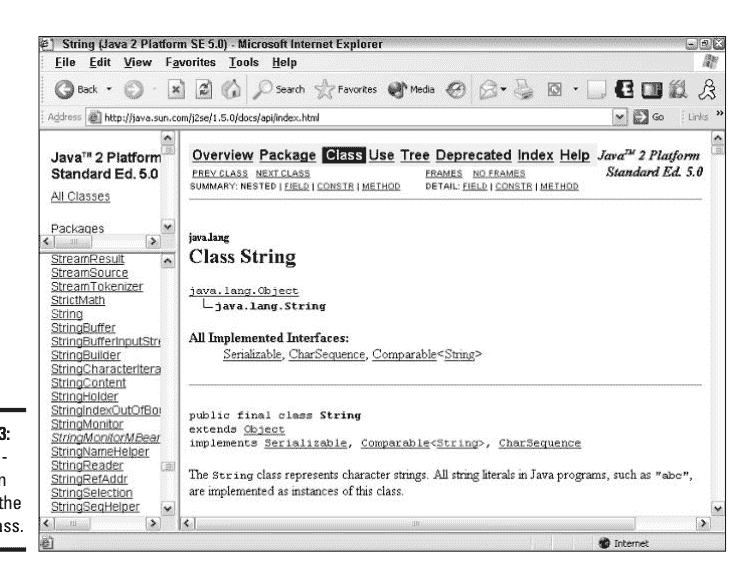 String (Java 2 Platform SE 5.0) - Microsoft Internet Explorer
File Edit View Favorites Tools Help
Back Search Favorites Media
Address http://java.sun.com/j2se/1.5.0/docs/api/index.html Go Links »
Java™ 2 Platform
Standard Ed. 5.0
All Classes
Packages
StreamResult
StreamSource
StreamTokenizer
StrictMath
String
StringBuffer
StringBufferInputStre
StringBuilder
StringCharacterItera
StringContent
StringHolder
StringIndexOutOfBou
StringMonitor
StringMonitorMBean
StringNameHelper
StringReader
StringRefAddr
StringSelection
StringSeqHelper
Overview Package Class Use Tree Deprecated Index Help Java™ 2 Platform
Standard Ed. 5.0
PREV CLASS NEXT CLASS FRAMES NO FRAMES
SUMMARY: NESTED | FIELD | CONSTR | METHOD DETAIL: FIELD | CONSTR | METHOD
java.lang
Class String
java.lang.Object
java.lang.String
All Implemented Interfaces:
Serializable, CharSequence, Comparable<String>
public final class String
extends Object
implements Serializable, Comparable<String>, CharSequence
The String class represents character strings. All string literals in Java programs, such as "abc",
are implemented as instances of this class.
Internet
3:
-
n
the
ass.